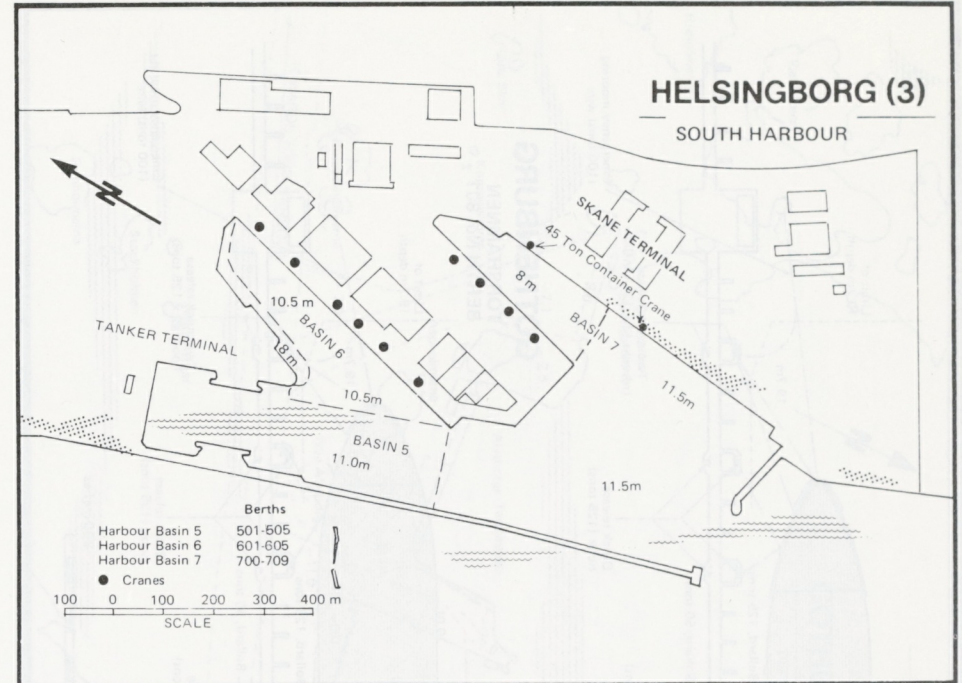 HELSINGBORG (3)
SOUTH HARBOUR
N
SKANE TERMINAL
45 Ton Container Crane
8 m
10.5 m
BASIN 6
BASIN 7
TANKER TERMINAL
8 m
10.5m
11.5m
BASIN 5
11.0m
11.5m
Berths
Harbour Basin 5 501-505
Harbour Basin 6 601-605
Harbour Basin 7 700-709
Cranes
100 0 100 200 300 400 m
SCALE